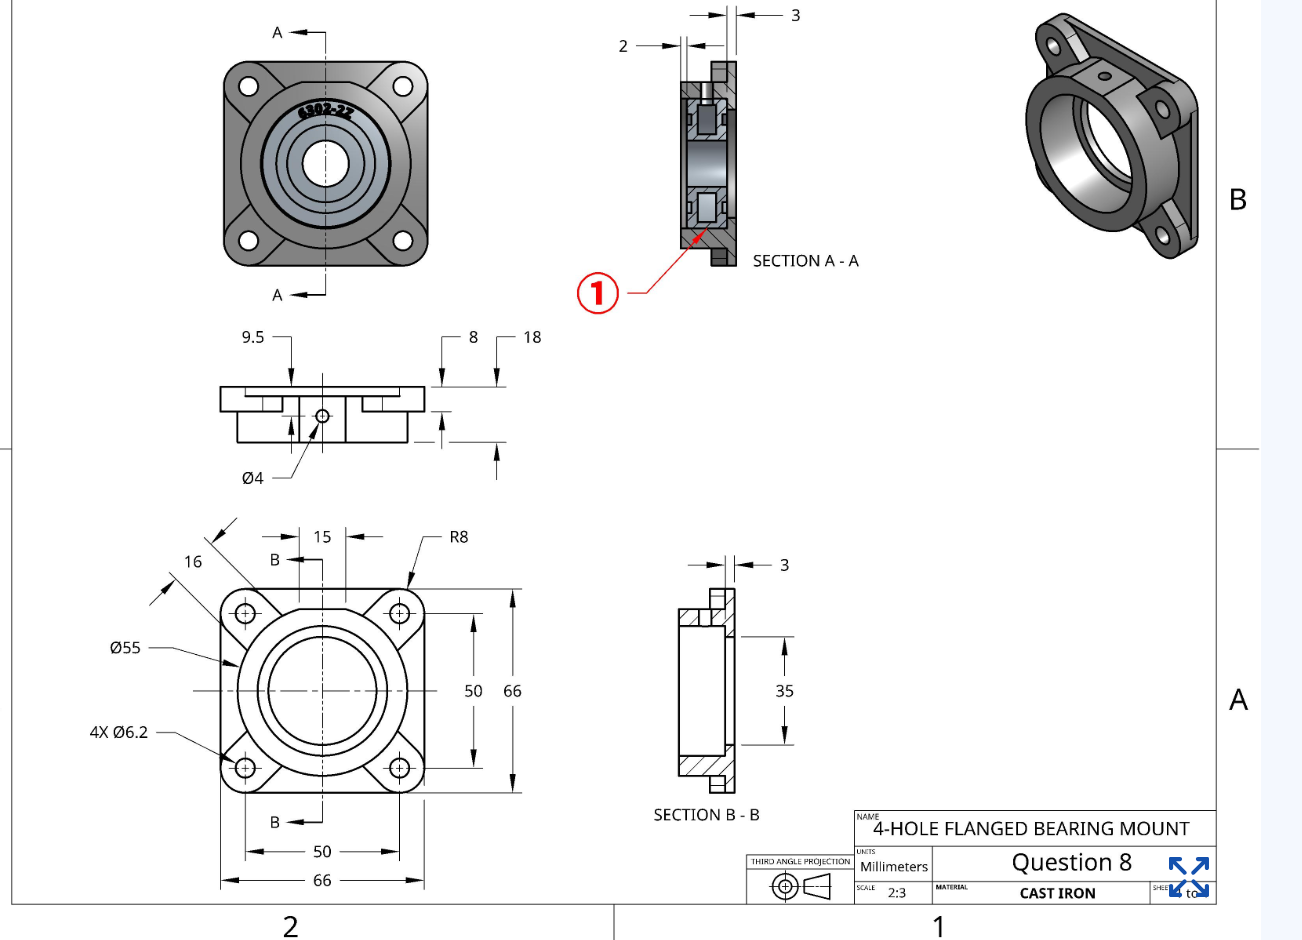 A
A
6302-2Z
2
3
SECTION A - A
1
B
9.5
8
18
Ø4
15
R8
16
B
Ø55
50
66
4X Ø6.2
B
50
66
3
35
SECTION B - B
A
NAME
4-HOLE FLANGED BEARING MOUNT
UNITS
Millimeters
Question 8
THIRD ANGLE PROJECTION
SCALE
2:3
MATERIAL
CAST IRON
to
2
1